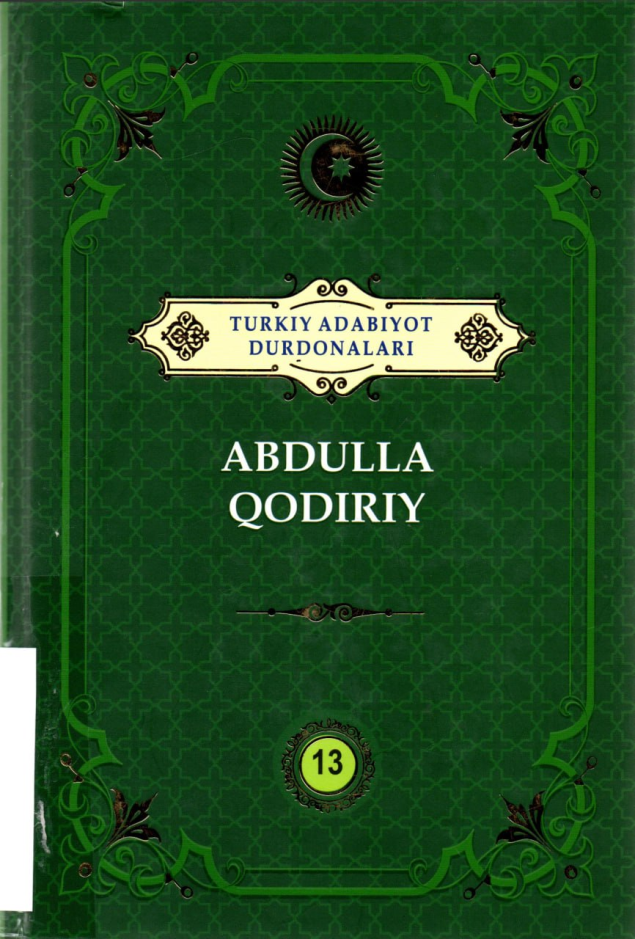 TURKIY ADABIYOT
DURDONALARI
ABDULLA
QODIRIY
13